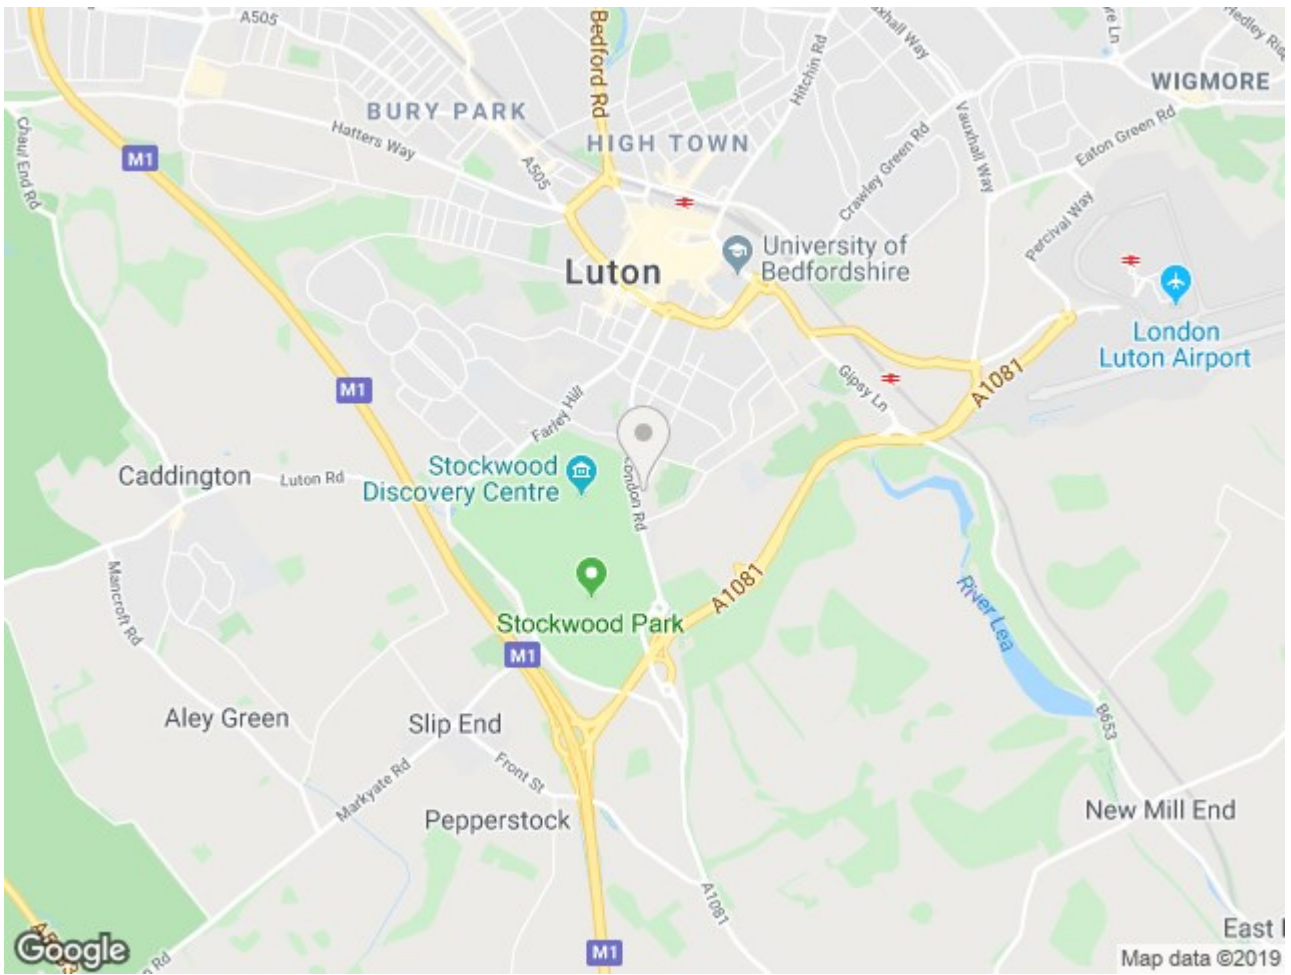 A505
Bedford Rd
Vauxhall Way
Hitchin Rd
WIGMORE
BURY PARK
Hatters Way
HIGH TOWN
M1
Chaul End Rd
A505
Crawley Green Rd
Vauxhall Way
Eaton Green Rd
Percival Way
Luton
University of
Bedfordshire
London
Luton Airport
M1
A1081
Gipsy Ln
Farley Hill
Caddington
Luton Rd
Stockwood
Discovery Centre
London Rd
A1081
River Lea
Mancroft Rd
Stockwood Park
M1
Aley Green
Slip End
B653
Front St
Markyate Rd
Pepperstock
New Mill End
A1081
East
M1
Google
Map data ©2019